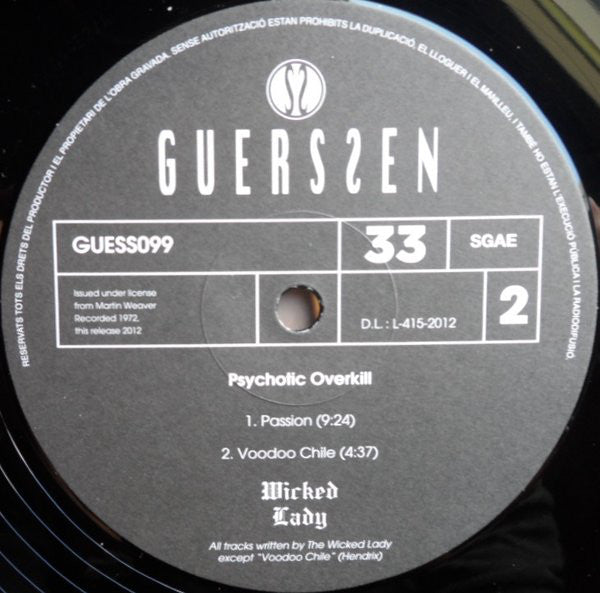 RESERVATS TOTS ELS DRETS DEL PRODUCTOR I EL PROPIETARI DE L'OBRA GRAVADA. SENSE AUTORITZACIÓ ESTAN PROHIBITS LA DUPLICACIÓ, EL LLOGUER I EL MANLLEU, I TAMBÉ HO ESTAN L'EXECUCIÓ PÚBLICA I LA RADIODIFUSIÓ.
GUERSSEN
GUESS099
33
SGAE
Issued under license
from Martin Weaver
Recorded 1972,
this release 2012
D.L. : L-415-2012
2
Psychotic Overkill
1. Passion (9:24)
2. Voodoo Chile (4:37)
Wicked
Lady
All tracks written by The Wicked Lady
except "Voodoo Chile" (Hendrix)